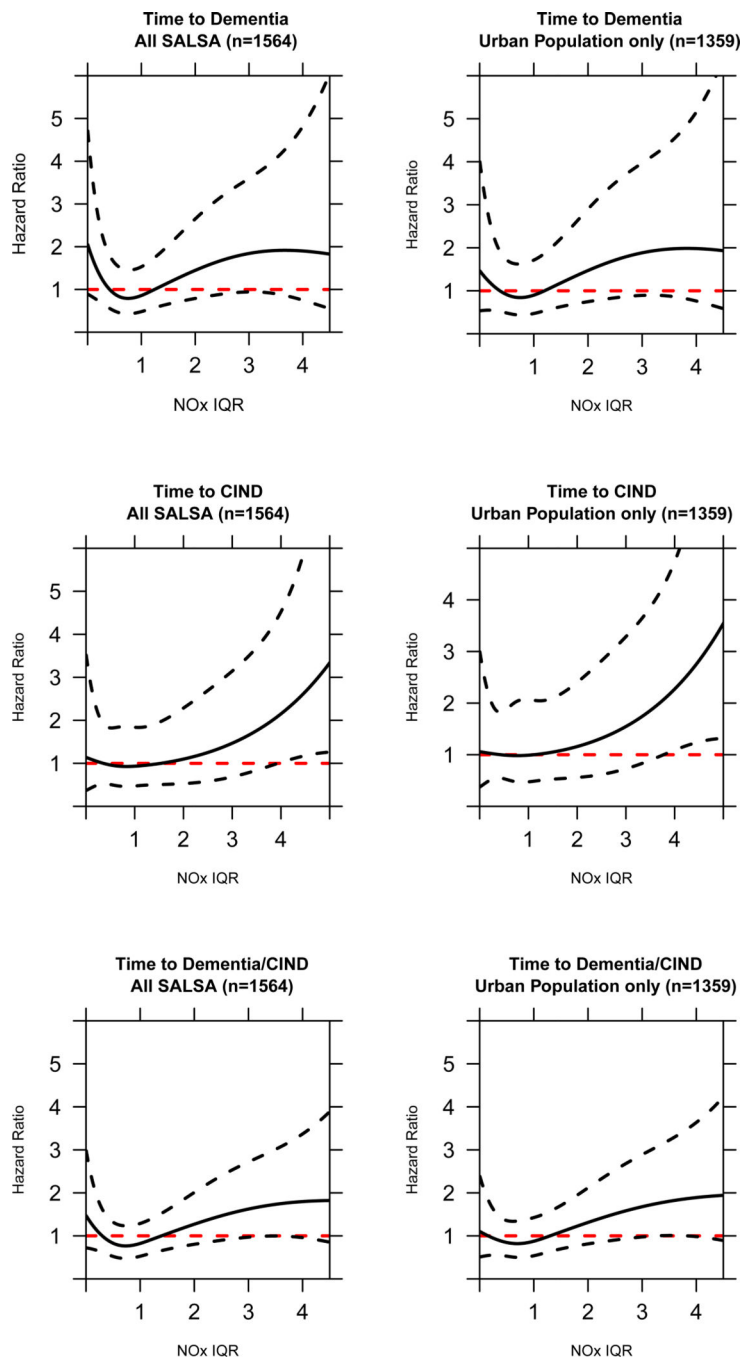 Time to Dementia
All SALSA (n=1564)
Hazard Ratio
5
4
3
2
1
1 2 3 4
NOx IQR
Time to Dementia
Urban Population only (n=1359)
Hazard Ratio
5
4
3
2
1
1 2 3 4
NOx IQR
Time to CIND
All SALSA (n=1564)
Hazard Ratio
5
4
3
2
1
1 2 3 4
NOx IQR
Time to CIND
Urban Population only (n=1359)
Hazard Ratio
4
3
2
1
1 2 3 4
NOx IQR
Time to Dementia/CIND
All SALSA (n=1564)
Hazard Ratio
5
4
3
2
1
1 2 3 4
NOx IQR
Time to Dementia/CIND
Urban Population only (n=1359)
Hazard Ratio
5
4
3
2
1
1 2 3 4
NOx IQR